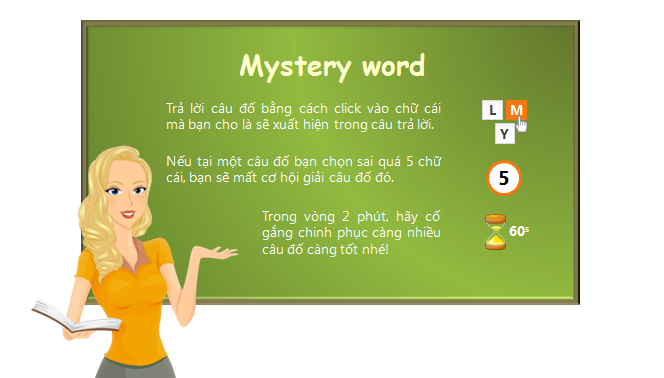 Mystery word
Trả lời câu đố bằng cách click vào chữ cái
mà bạn cho là sẽ xuất hiện trong câu trả lời.
L M
Y
Nếu tại một câu đố bạn chọn sai quá 5 chữ
cái, bạn sẽ mất cơ hội giải câu đố đó.
5
Trong vòng 2 phút, hãy cố
gắng chinh phục càng nhiều
câu đố càng tốt nhé!
60s